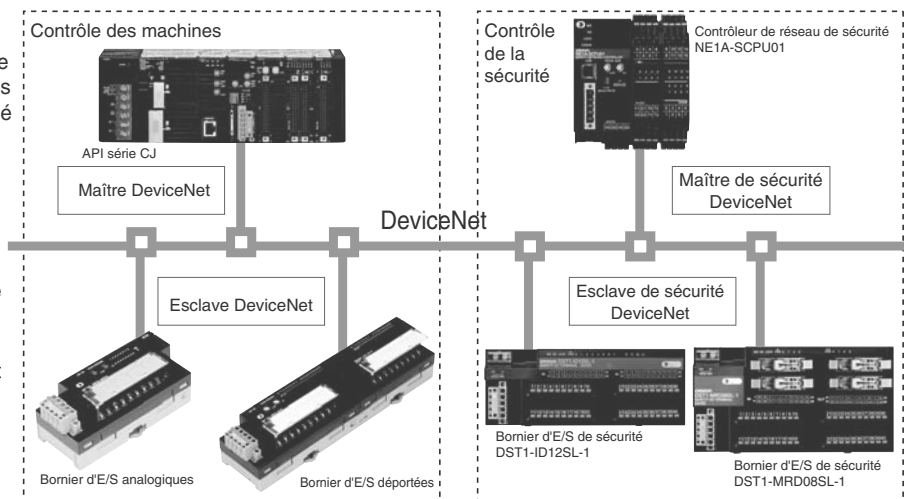 Contrôle des machines
API série CJ
Maître DeviceNet
DeviceNet
Esclave DeviceNet
Bornier d'E/S analogiques
Bornier d'E/S déportées
Contrôle
de la
sécurité
Contrôleur de réseau de sécurité
NE1A-SCPU01
Maître de sécurité
DeviceNet
Esclave de sécurité
DeviceNet
Bornier d'E/S de sécurité
DST1-ID12SL-1
Bornier d'E/S de sécurité
DST1-MRD08SL-1